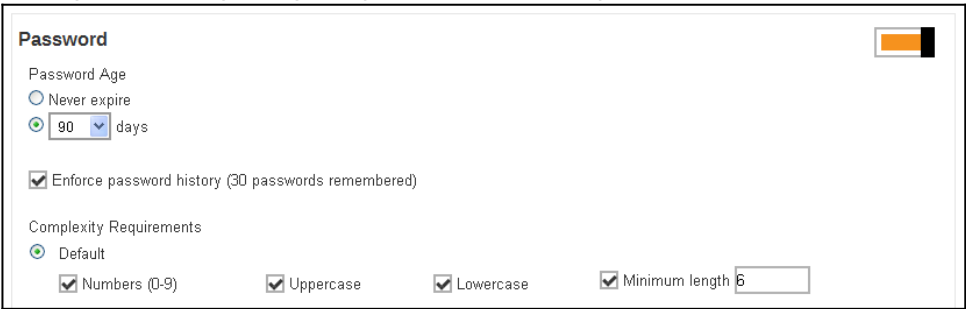 Password
Password Age
Never expire
90 days
Enforce password history (30 passwords remembered)
Complexity Requirements
Default
Numbers (0-9) Uppercase Lowercase Minimum length 6